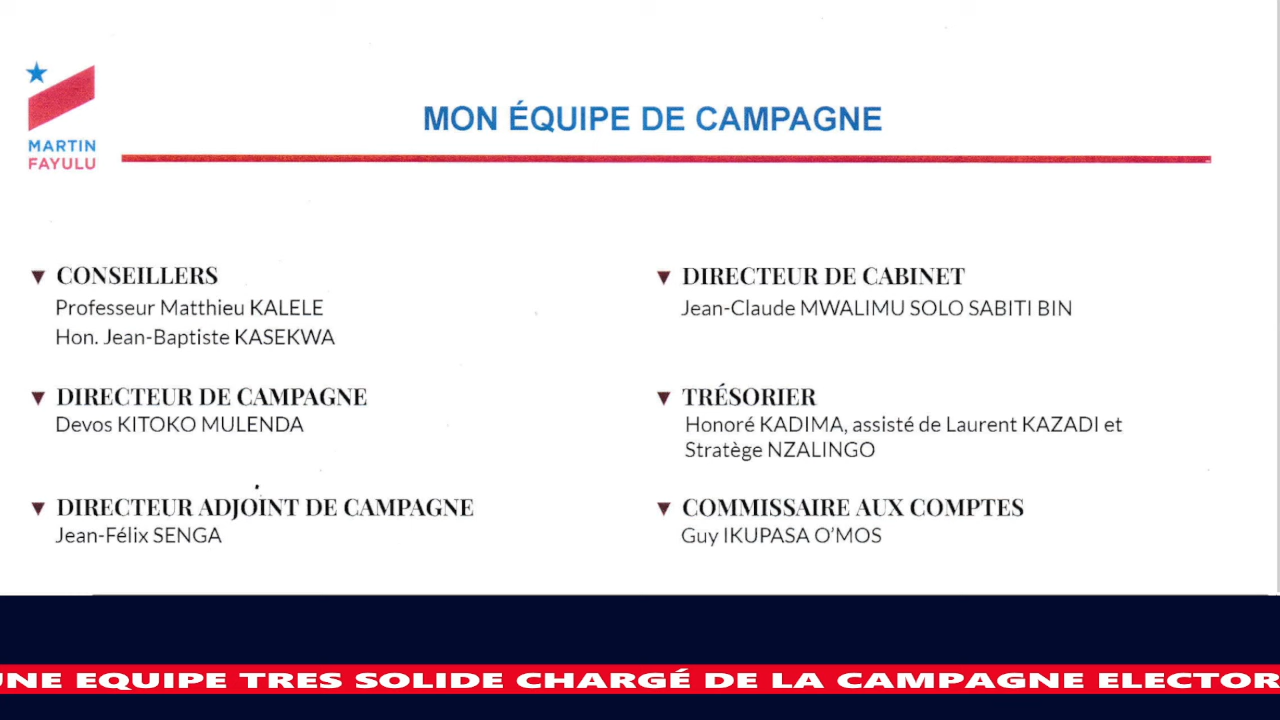 MARTIN
FAYULU
MON ÉQUIPE DE CAMPAGNE
CONSEILLERS
Professeur Matthieu KALELE
Hon. Jean-Baptiste KASEKWA
DIRECTEUR DE CAMPAGNE
Devos KITOKO MULENDA
DIRECTEUR ADJOINT DE CAMPAGNE
Jean-Félix SENGA
DIRECTEUR DE CABINET
Jean-Claude MWALIMU SOLO SABITI BIN
TRÉSORIER
Honoré KADIMA, assisté de Laurent KAZADI et
Stratège NZALINGO
COMMISSAIRE AUX COMPTES
Guy IKUPASA O’MOS
UNE EQUIPE TRES SOLIDE CHARGÉ DE LA CAMPAGNE ELECTOR